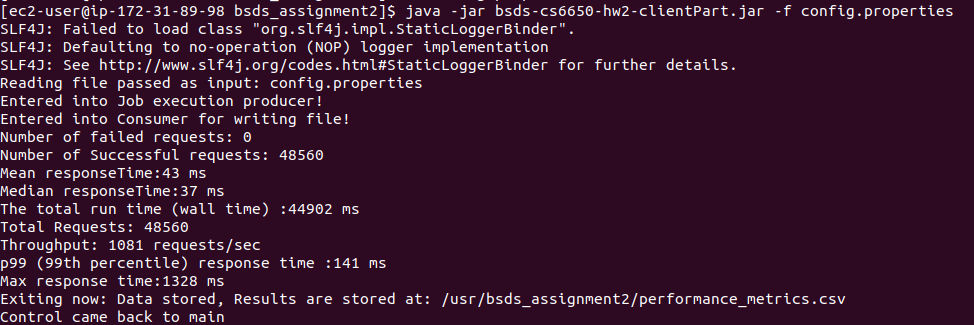 [ec2-user@ip-172-31-89-98 bsds_assignment2]$ java -jar bsds-cs6650-hw2-clientPart.jar -f config.properties
SLF4J: Failed to load class "org.slf4j.impl.StaticLoggerBinder".
SLF4J: Defaulting to no-operation (NOP) logger implementation
SLF4J: See http://www.slf4j.org/codes.html#StaticLoggerBinder for further details.
Reading file passed as input: config.properties
Entered into Job execution producer!
Entered into Consumer for writing file!
Number of failed requests: 0
Number of Successful requests: 48560
Mean responseTime:43 ms
Median responseTime:37 ms
The total run time (wall time) :44902 ms
Total Requests: 48560
Throughput: 1081 requests/sec
p99 (99th percentile) response time :141 ms
Max response time:1328 ms
Exiting now: Data stored, Results are stored at: /usr/bsds_assignment2/performance_metrics.csv
Control came back to main